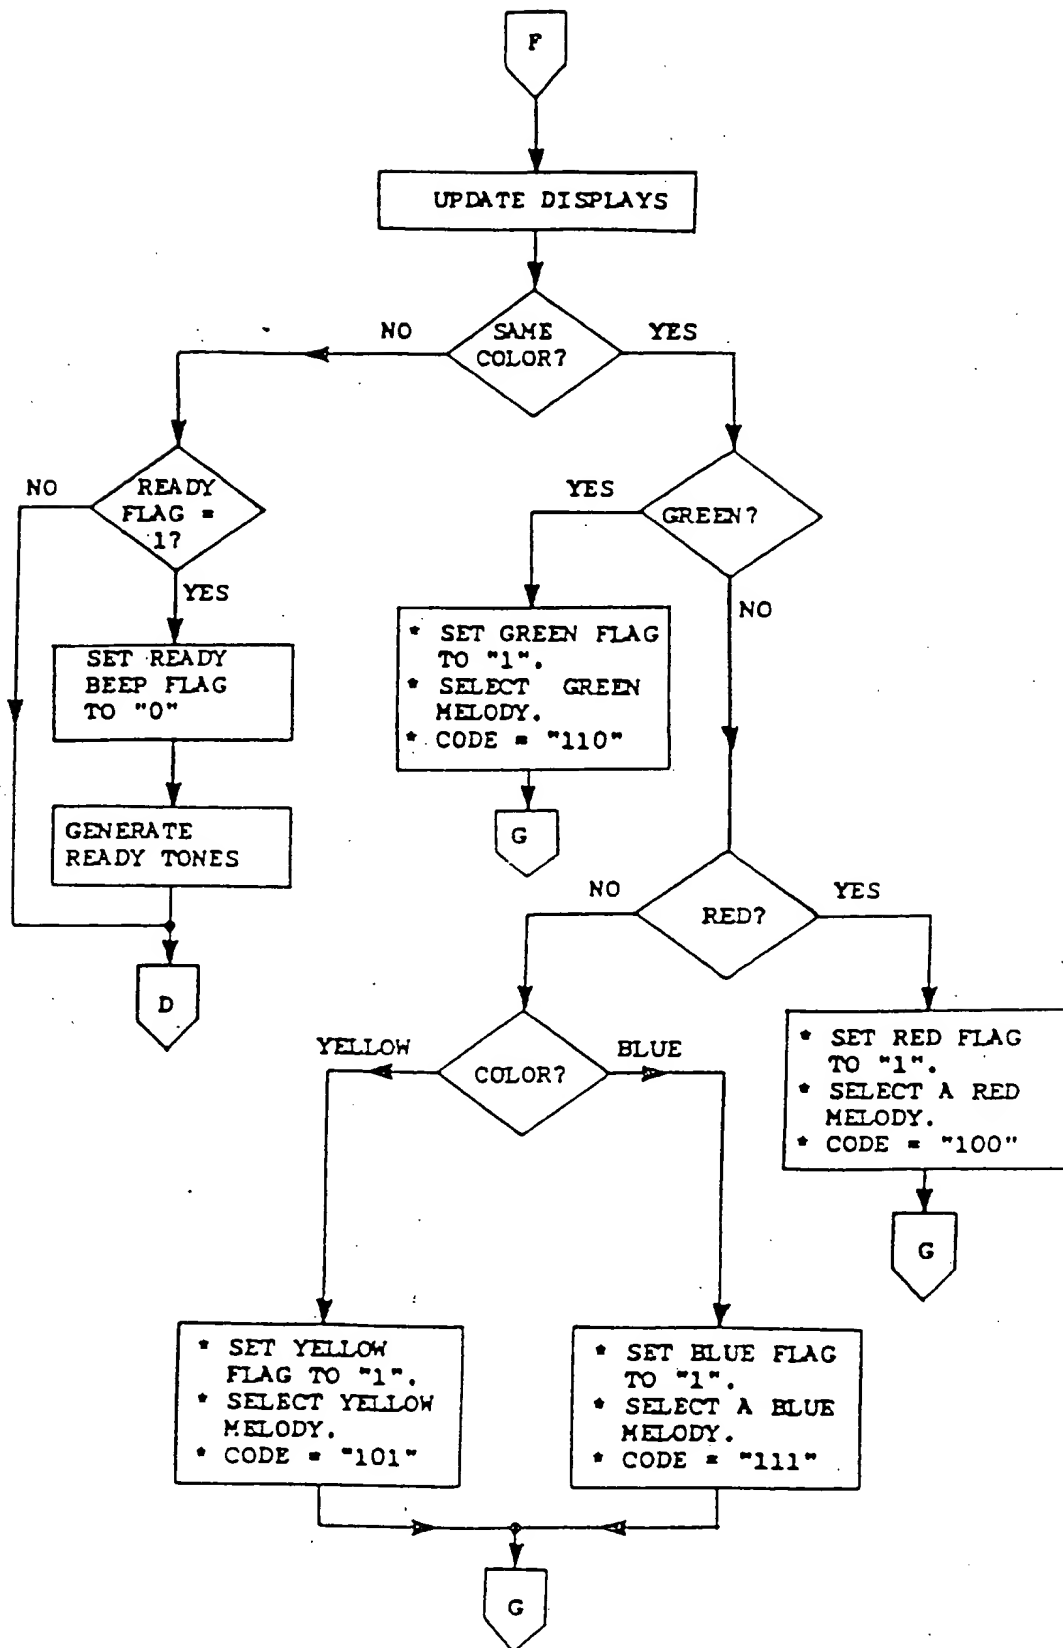 F
UPDATE DISPLAYS
NO
SAME
COLOR?
YES
NO
READY
FLAG =
1?
YES
GREEN?
YES
NO
SET READY
BEEP FLAG
TO "0"
* SET GREEN FLAG
TO "1".
* SELECT GREEN
MELODY.
* CODE = "110"
GENERATE
READY TONES
G
D
NO
RED?
YES
YELLOW
COLOR?
BLUE
* SET RED FLAG
TO "1".
* SELECT A RED
MELODY.
* CODE = "100"
G
* SET YELLOW
FLAG TO "1".
* SELECT YELLOW
MELODY.
* CODE = "101"
* SET BLUE FLAG
TO "1".
* SELECT A BLUE
MELODY.
* CODE = "111"
G